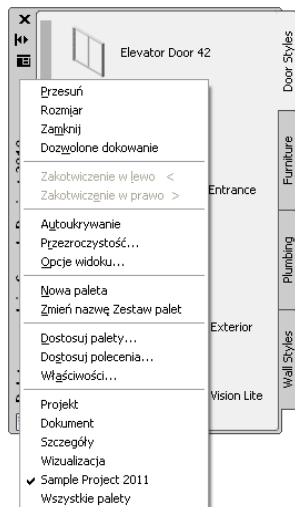 Elevator Door 42
Door Styles
Furniture
Plumbing
Wall Styles
Entrance
Exterior
Vision Lite
Przesuń
Rozmiar
Zamknij
Dozwolone dokowanie
Zakotwiczenie w lewo <
Zakotwiczenie w prawo >
Autoukrywanie
Przezroczystość...
Opcje widoku...
Nowa paleta
Zmień nazwę Zestaw palet
Dostosuj palety...
Dostosuj polecenia...
Właściwości...
Projekt
Dokument
Szczegóły
Wizualizacja
Sample Project 2011
Wszystkie palety